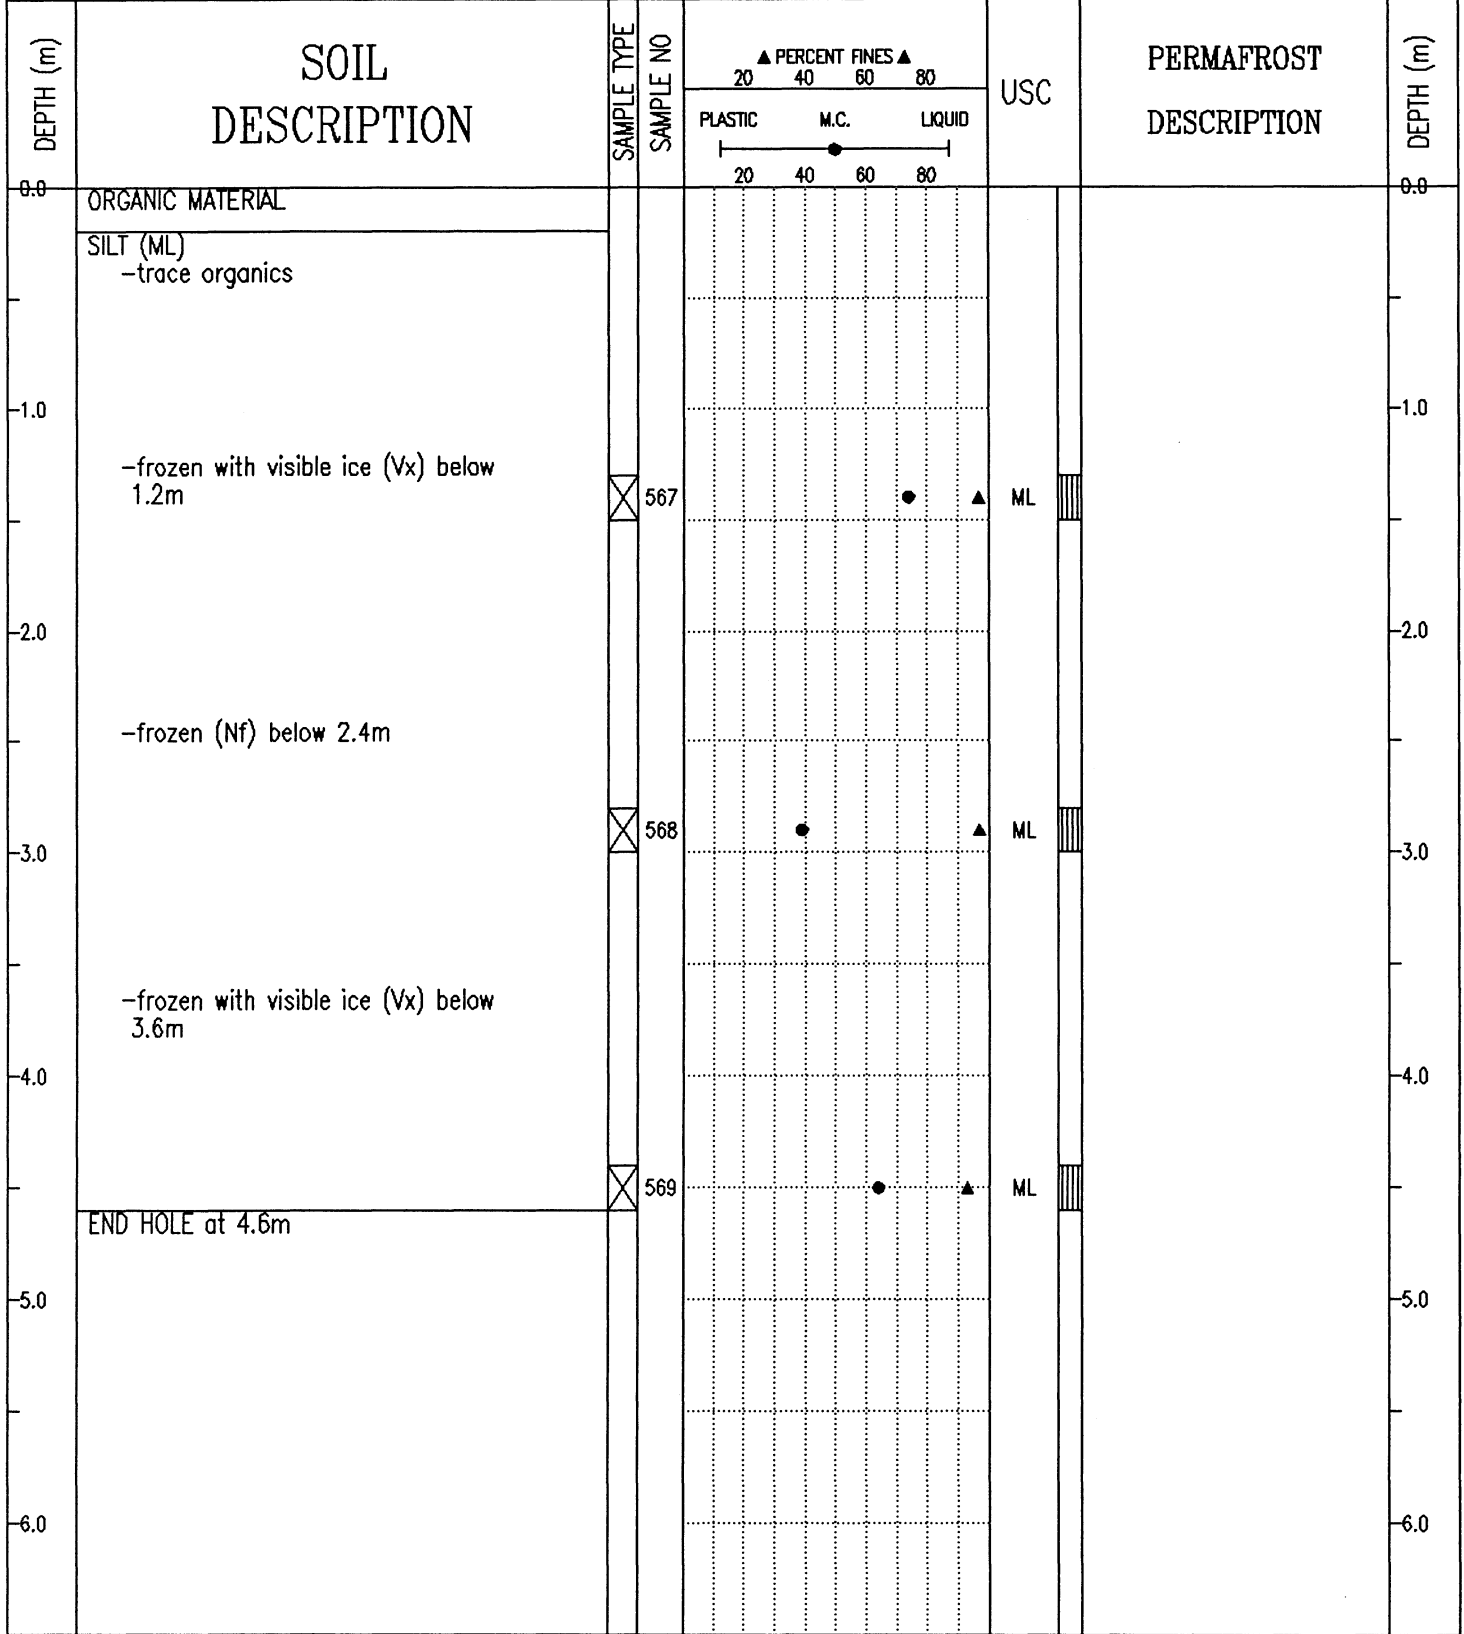 DEPTH (m)
SOIL
DESCRIPTION
SAMPLE TYPE
SAMPLE NO
▲ PERCENT FINES ▲
20 40 60 80
PLASTIC M.C. LIQUID
20 40 60 80
USC
PERMAFROST
DESCRIPTION
DEPTH (m)
0.0 0.0
ORGANIC MATERIAL
SILT (ML)
-trace organics
-1.0 -1.0
-frozen with visible ice (Vx) below
1.2m
567 ML
-2.0 -2.0
-frozen (Nf) below 2.4m
568 ML
-3.0 -3.0
-frozen with visible ice (Vx) below
3.6m
-4.0 -4.0
569 ML
END HOLE at 4.6m
-5.0 -5.0
-6.0 -6.0